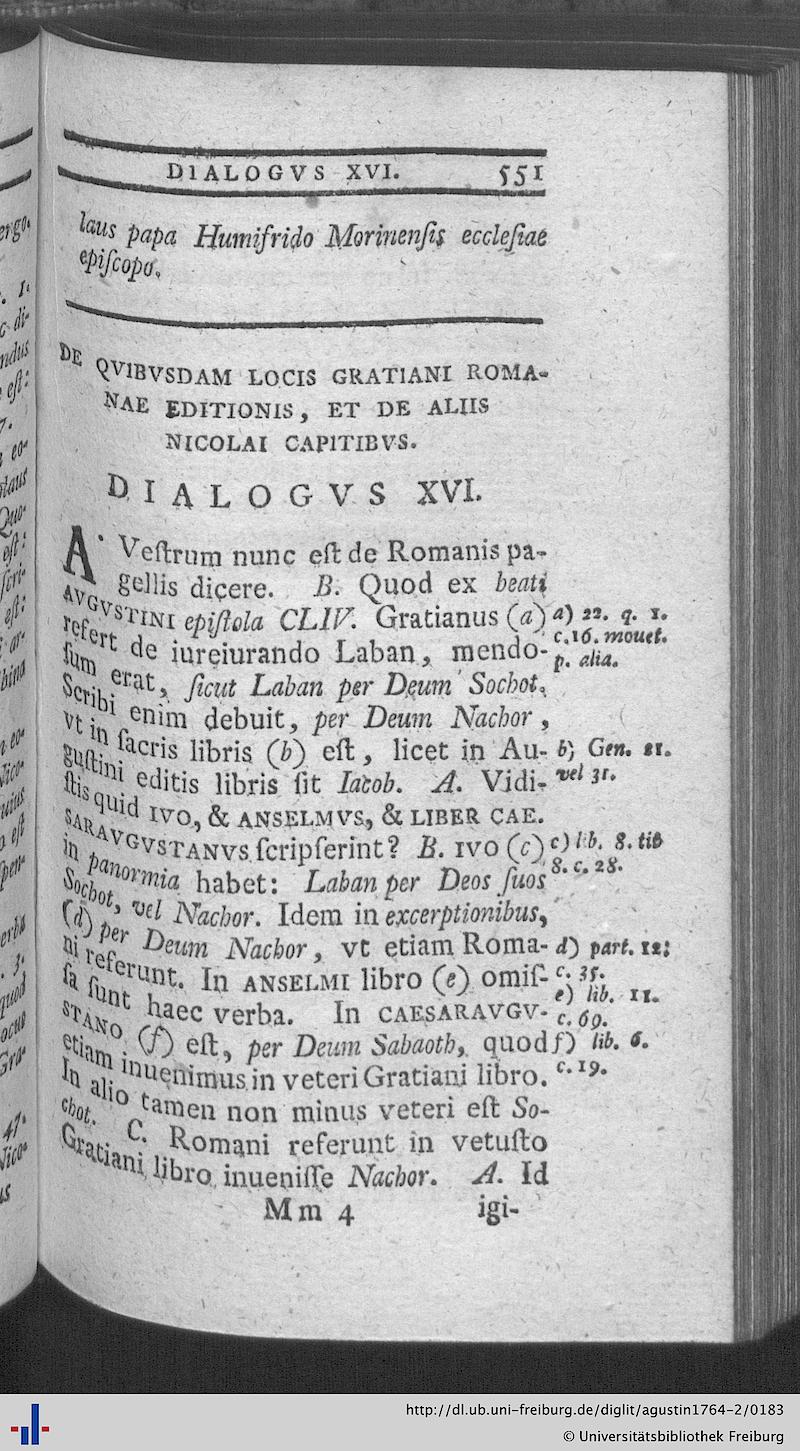 DIALOGVS XVI. 551
laus papa Humifrido Morinenſis eccleſiae
epiſcopo.
DE QVIBVSDAM LOCIS GRATIANI ROMA-
NAE EDITIONIS, ET DE ALIIS
NICOLAI CAPITIBVS.
DIALOGVS XVI.
A. Veſtrum nunc eſt de Romanis pa-
gellis dicere. B. Quod ex beati
AVGVSTINI epiſtola CLIV. Gratianus (a)
refert de iureiurando Laban, mendo-
ſum erat, ſicut Laban per Deum Sochot.
Scribi enim debuit, per Deum Nachor,
vt in ſacris libris (b) eſt, licet in Au-
guſtini editis libris ſit Iacob. A. Vidi-
ſtis quid IVO, & ANSELMVS, & LIBER CAE.
SARAVGVSTANVS ſcripſerint? B. IVO (c)
in panormia habet: Laban per Deos ſuos
Sochot, vel Nachor. Idem in excerptionibus,
(d) per Deum Nachor, vt etiam Roma-
ni referunt. In ANSELMI libro (e) omiſ-
ſa ſunt haec verba. In CAESARAVGV-
STANO (f) eſt, per Deum Sabaoth, quod
etiam inuenimus in veteri Gratiani libro.
In alio tamen non minus veteri eſt So-
chot. C. Romani referunt in vetuſto
Gratiani libro inueniſſe Nachor. A. Id
Mm 4 igi-
a) 22. q. 1.
c. 16. mouet.
p. alia.
b) Gen. 21.
vel 31.
c) lib. 8. tit
8. c. 28.
d) part. 12;
c. 35.
e) lib. 11.
c. 69.
f) lib. 6.
c. 19.
http://dl.ub.uni-freiburg.de/diglit/agustin1764-2/0183
© Universitätsbibliothek Freiburg